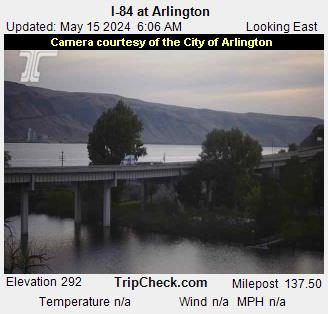 I-84 at Arlington
Updated: May 15 2024 6:06 AM Looking East
Camera courtesy of the City of Arlington
Elevation 292 TripCheck.com Milepost 137.50
Temperature n/a Wind n/a MPH n/a